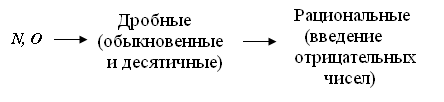 N, O
Дробные
(обыкновенные
и десятичные)
Рациональные
(введение
отрицательных
чисел)